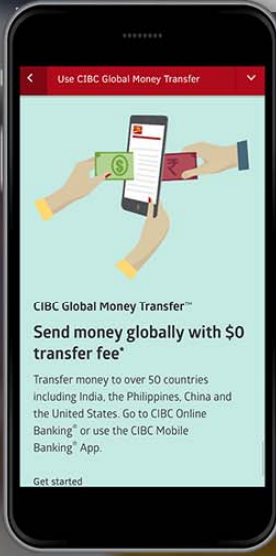 Use CIBC Global Money Transfer
$
₹
CIBC Global Money Transfer™
Send money globally with $0
transfer fee*
Transfer money to over 50 countries
including India, the Philippines, China and
the United States. Go to CIBC Online
Banking® or use the CIBC Mobile
Banking® App.
Get started